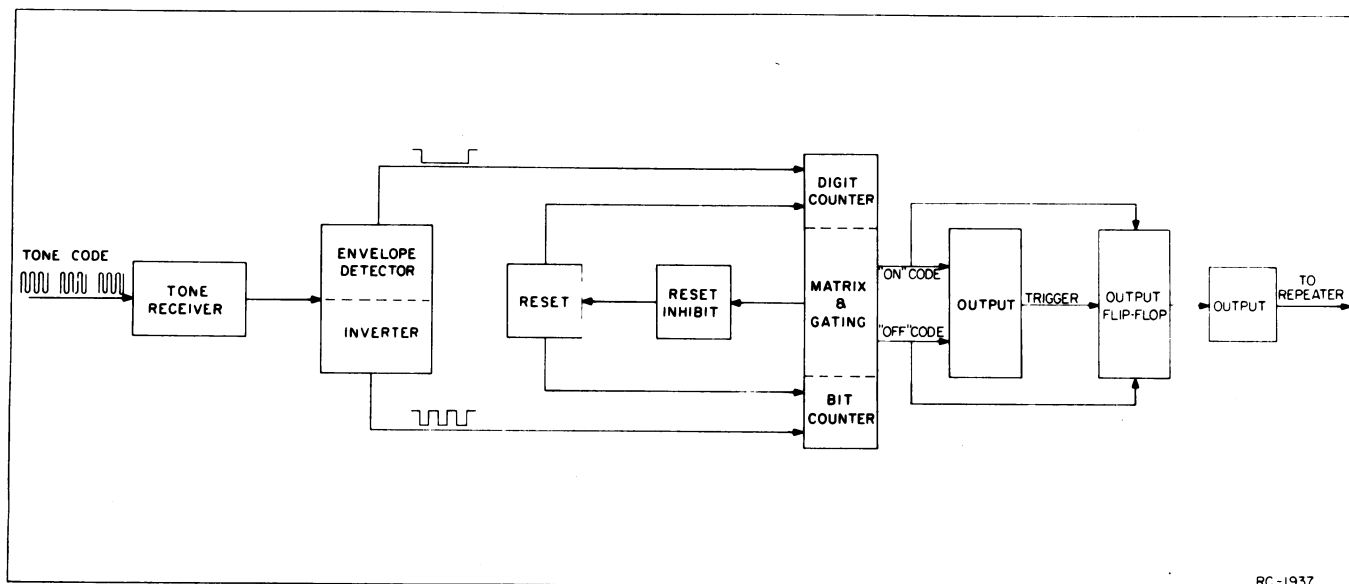 TONE CODE
TONE
RECEIVER
ENVELOPE
DETECTOR
INVERTER
RESET
RESET
INHIBIT
DIGIT
COUNTER
MATRIX
&
GATING
BIT
COUNTER
"ON" CODE
"OFF" CODE
OUTPUT
TRIGGER
OUTPUT
FLIP-FLOP
OUTPUT
TO
REPEATER
RC-1937